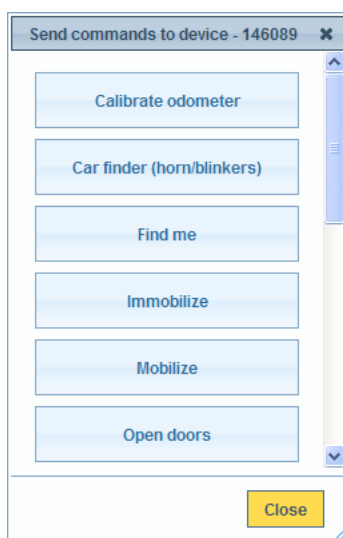 Send commands to device - 146089
Calibrate odometer
Car finder (horn/blinkers)
Find me
Immobilize
Mobilize
Open doors
Close